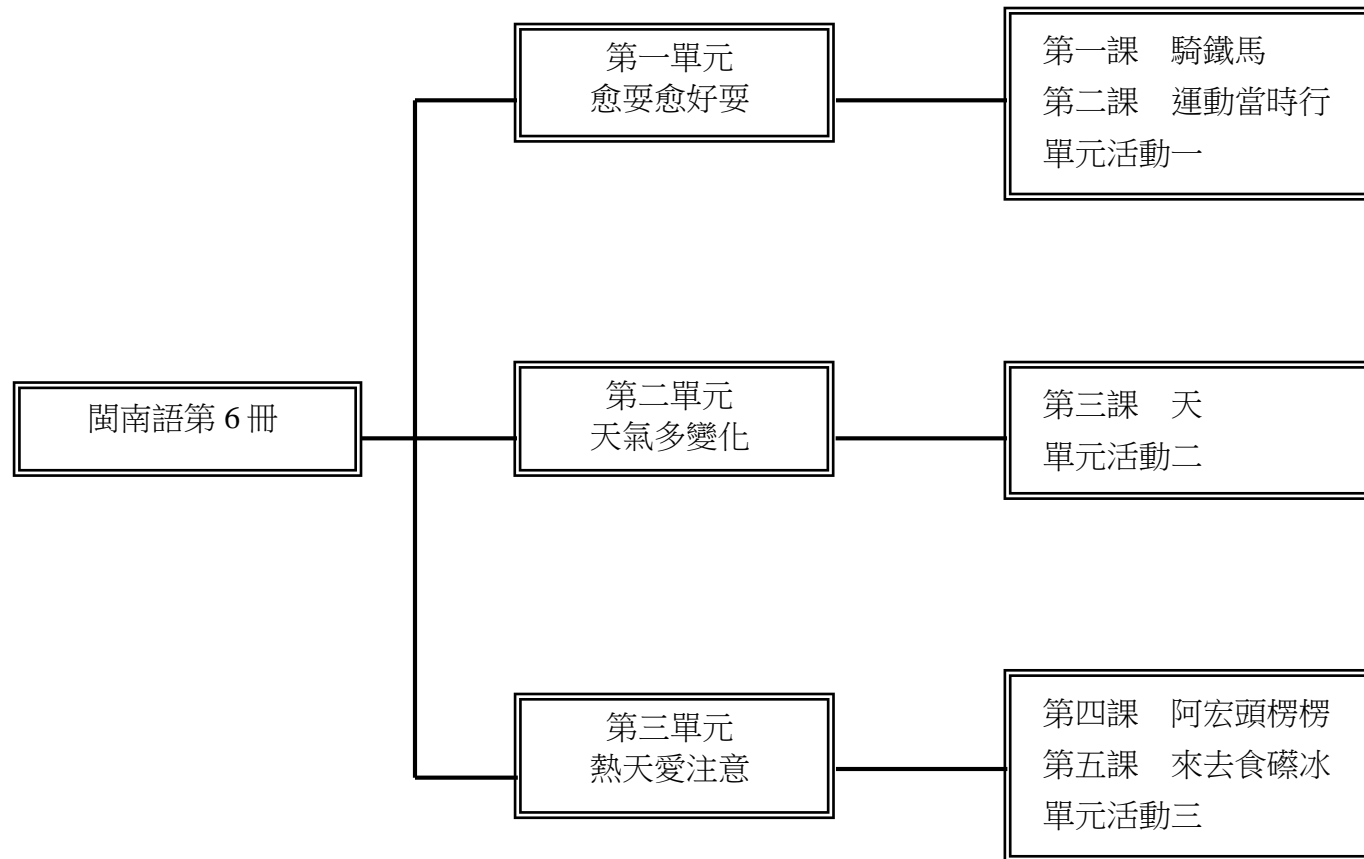 第一單元
愈耍愈好耍
第一課　騎鐵馬
第二課　運動當時行
單元活動一
閩南語第 6 冊
第二單元
天氣多變化
第三課　天
單元活動二
第三單元
熱天愛注意
第四課　阿宏頭楞楞
第五課　來去食礤冰
單元活動三